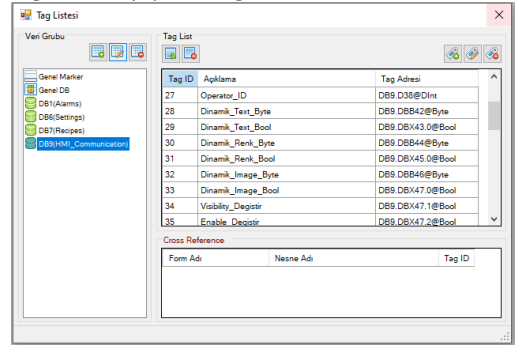 Tag Listesi
Veri Grubu
Genel Marker
Genel DB
DB1(Alarms)
DB6(Settings)
DB7(Recipes)
DB9(HMI_Communication)
Tag List
Tag ID Açıklama Tag Adresi
27 Operator_ID DB9.D38@DInt
28 Dinamik_Text_Byte DB9.DBB42@Byte
29 Dinamik_Text_Bool DB9.DBX43.0@Bool
30 Dinamik_Renk_Byte DB9.DBB44@Byte
31 Dinamik_Renk_Bool DB9.DBX45.0@Bool
32 Dinamik_Image_Byte DB9.DBB46@Byte
33 Dinamik_Image_Bool DB9.DBX47.0@Bool
34 Visibility_Degistir DB9.DBX47.1@Bool
35 Enable_Degistir DB9.DBX47.2@Bool
Cross Reference
Form Adı Nesne Adı Tag ID